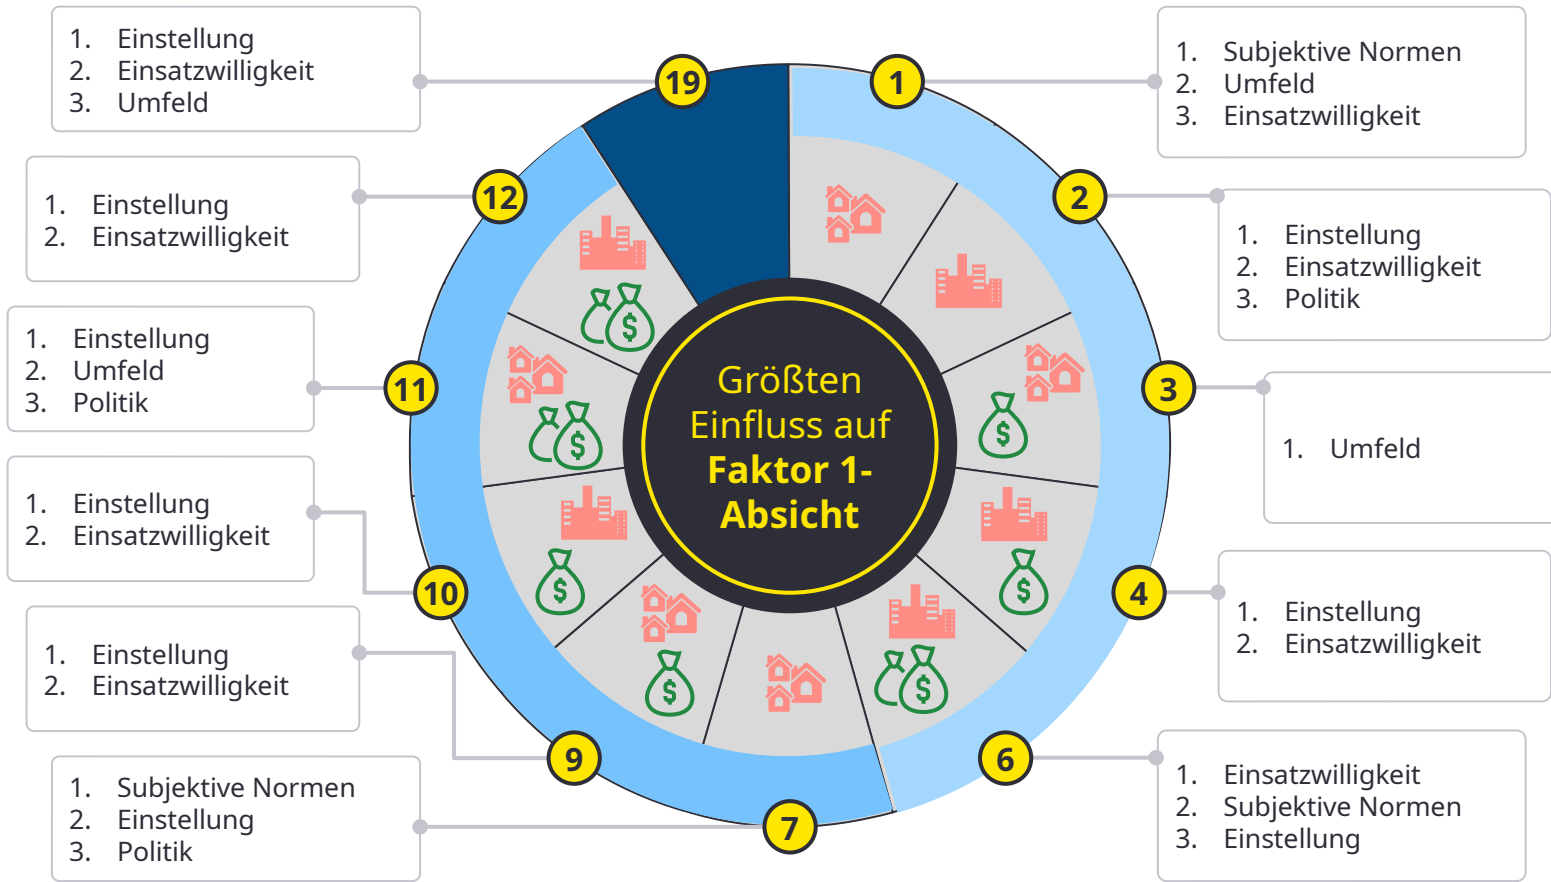 1. Einstellung
2. Einsatzwilligkeit
3. Umfeld
19
1
1. Subjektive Normen
2. Umfeld
3. Einsatzwilligkeit
1. Einstellung
2. Einsatzwilligkeit
12
2
1. Einstellung
2. Einsatzwilligkeit
3. Politik
1. Einstellung
2. Umfeld
3. Politik
11
3
1. Umfeld
Größten
Einfluss auf
Faktor 1-
Absicht
$
$
$
$
$
$
$
1. Einstellung
2. Einsatzwilligkeit
10
4
1. Einstellung
2. Einsatzwilligkeit
1. Einstellung
2. Einsatzwilligkeit
9
6
1. Einsatzwilligkeit
2. Subjektive Normen
3. Einstellung
1. Subjektive Normen
2. Einstellung
3. Politik
7